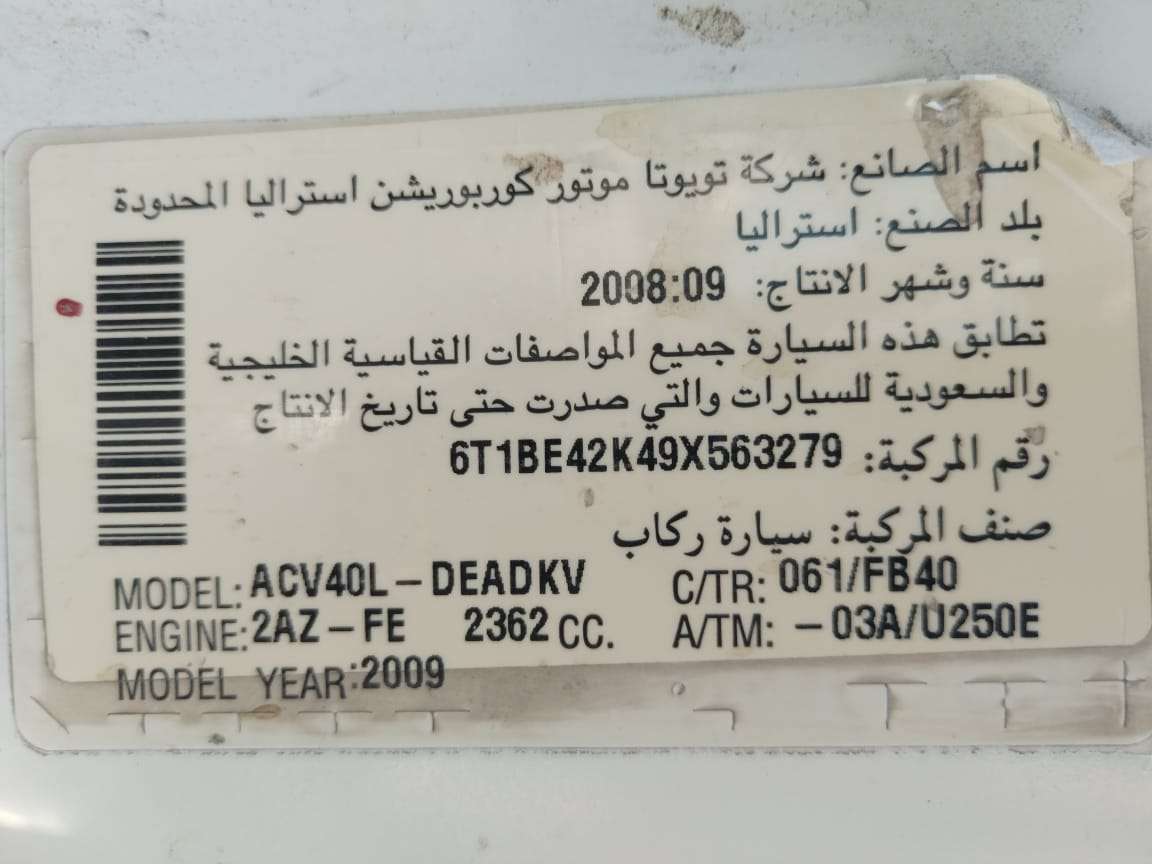 اسم الصانع: شركة تويوتا موتور كوربوريشن استراليا المحدودة
بلد الصنع: استراليا
سنة وشهر الانتاج: 2008:09
تطابق هذه السيارة جميع المواصفات القياسية الخليجية
والسعودية للسيارات والتي صدرت حتى تاريخ الانتاج
رقم المركبة: 6T1BE42K49X563279
صنف المركبة: سيارة ركاب
MODEL: ACV40L-DEADKV C/TR: 061/FB40
ENGINE: 2AZ-FE 2362 CC. A/TM: -03A/U250E
MODEL YEAR: 2009